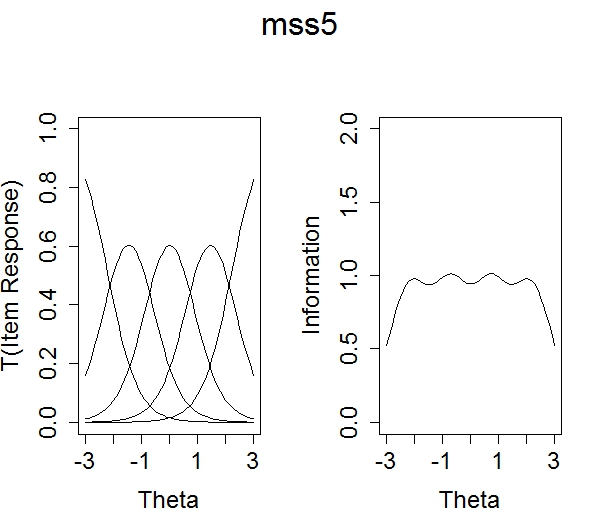 mss5
T(Item Response)
1.0
0.8
0.6
0.4
0.2
0.0
-3 -1 1 3
Theta
Information
2.0
1.5
1.0
0.5
0.0
-3 -1 1 3
Theta